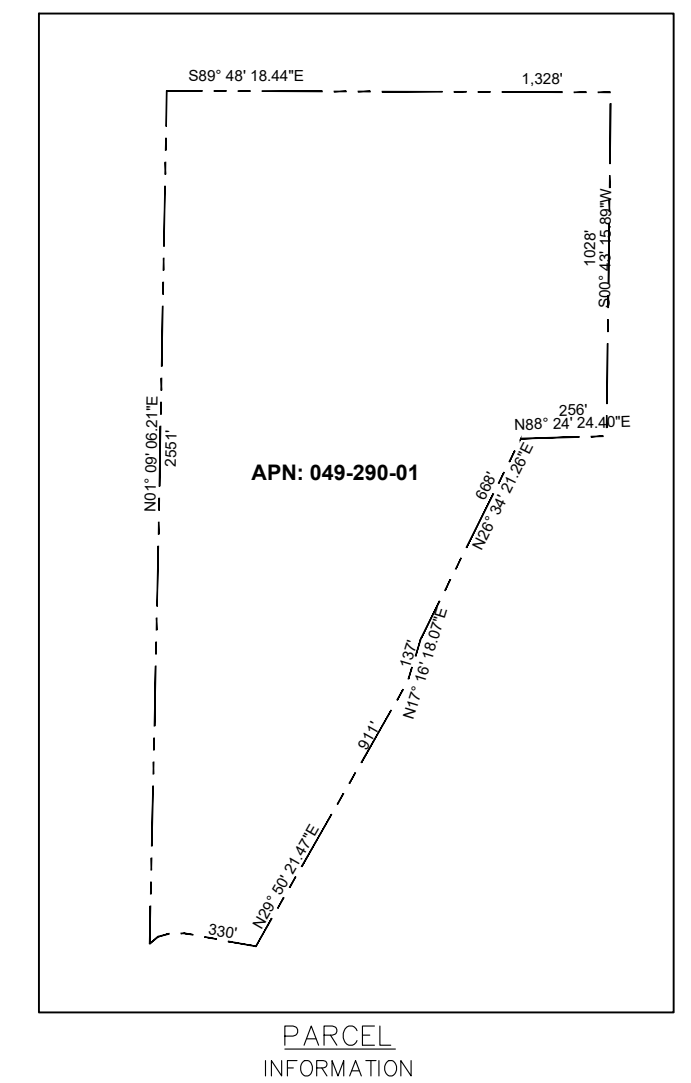 S89° 48' 18.44"E
1,328'
1028'
S00° 43' 15.89"W
256'
N88° 24' 24.40"E
N01° 09' 06.21"E
2551'
APN: 049-290-01
668'
N26° 34' 21.26"E
137'
N17° 16' 18.07"E
911'
N29° 50' 21.47"E
330'
PARCEL
INFORMATION